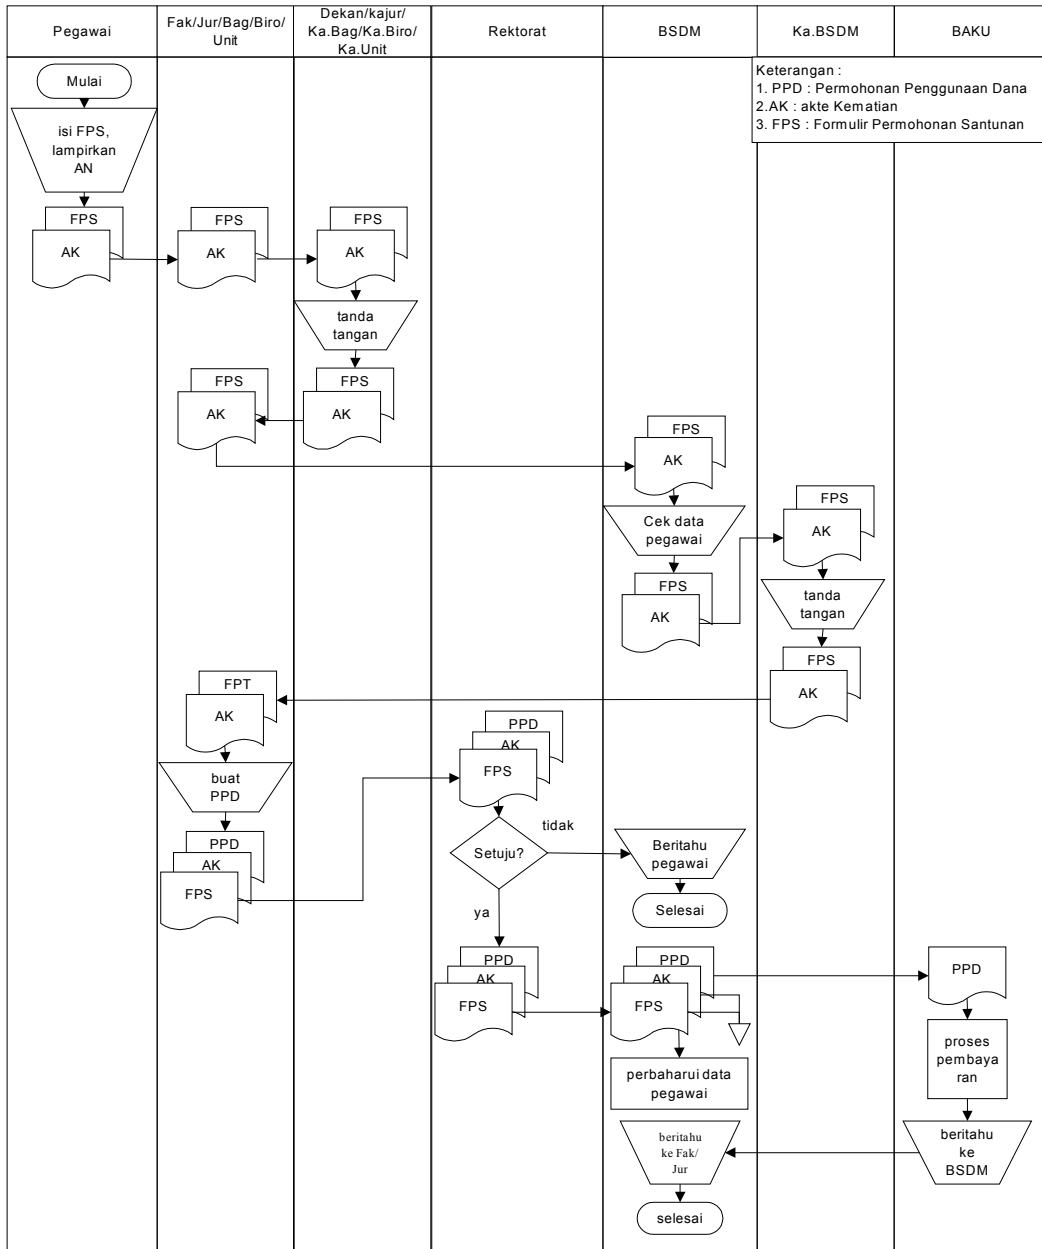 Pegawai
Fak/Jur/Bag/Biro/
Unit
Dekan/kajur/
Ka.Bag/Ka.Biro/
Ka.Unit
Rektorat
BSDM
Ka.BSDM
BAKU
Keterangan :
1. PPD : Permohonan Penggunaan Dana
2.AK : akte Kematian
3. FPS : Formulir Permohonan Santunan
Mulai
isi FPS,
lampirkan
AN
FPS
AK
FPS
AK
FPS
AK
tanda
tangan
FPS
AK
FPS
AK
FPS
AK
Cek data
pegawai
FPS
AK
FPS
AK
tanda
tangan
FPS
AK
FPT
AK
buat
PPD
PPD
AK
FPS
PPD
AK
FPS
Setuju?
tidak
Beritahu
pegawai
Selesai
ya
PPD
AK
FPS
PPD
AK
FPS
PPD
perbaharui data
pegawai
proses
pembaya
ran
beritahu
ke
BSDM
beritahu
ke Fak/
Jur
selesai